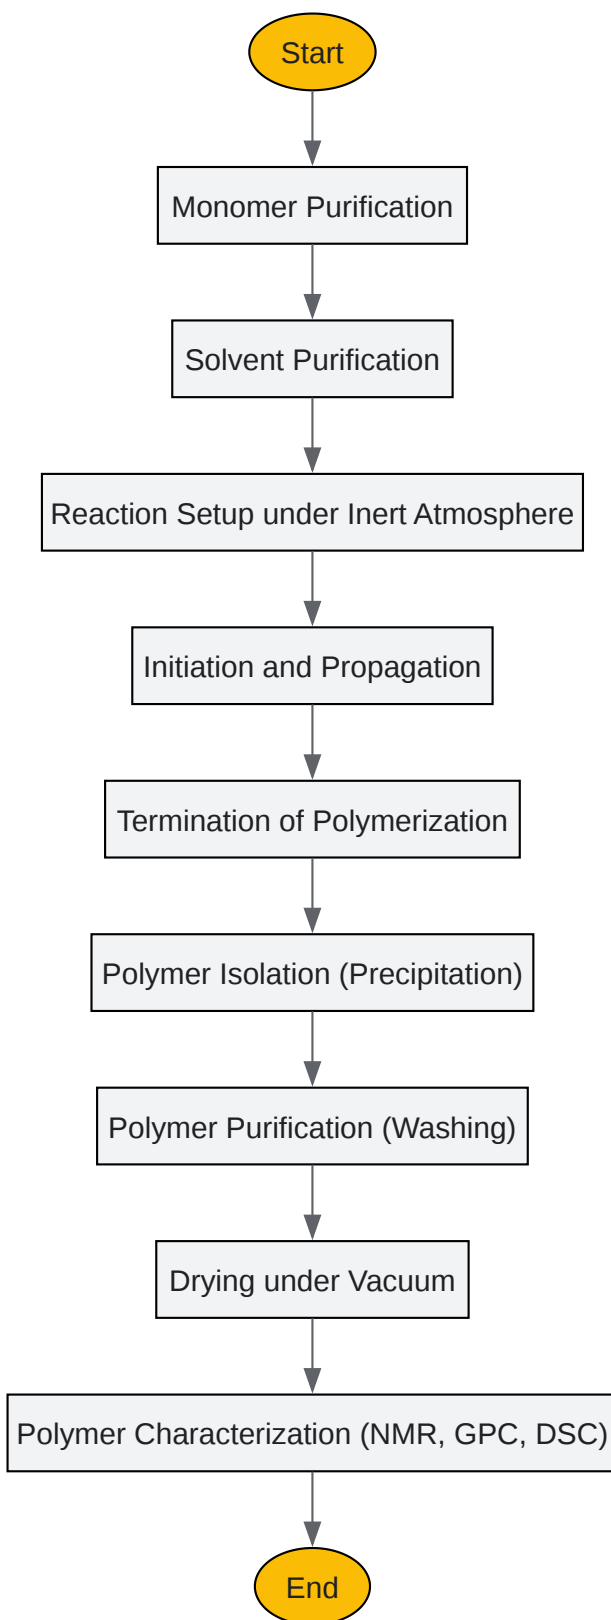 Start
Monomer Purification
Solvent Purification
Reaction Setup under Inert Atmosphere
Initiation and Propagation
Termination of Polymerization
Polymer Isolation (Precipitation)
Polymer Purification (Washing)
Drying under Vacuum
Polymer Characterization (NMR, GPC, DSC)
End